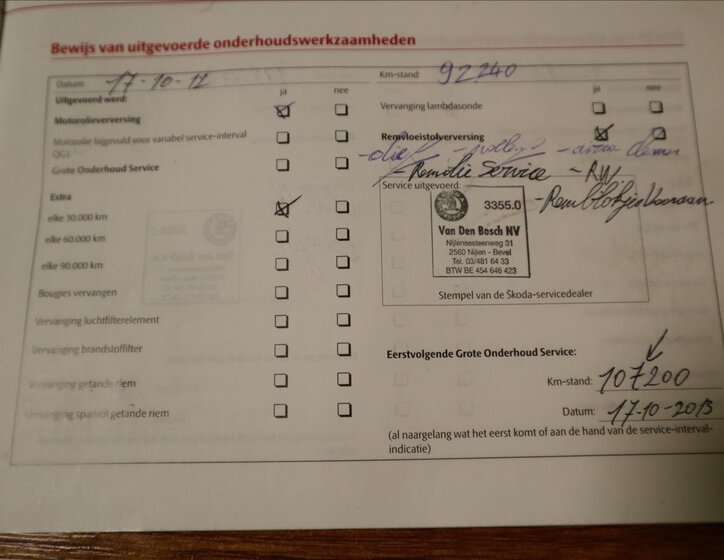 Bewijs van uitgevoerde onderhoudswerkzaamheden
Datum: 17-10-12
Km-stand: 92240
Uitgevoerd werd:
ja nee
ja nee
Motorolieverversing
Vervanging lambdasonde
Motorolie bijgevuld voor variabel service-interval
QG1
Remvloeistofverversing
Grote Onderhoud Service
- Remolie Service - RW
- Remblokjes Vooraan
Extra
Service uitgevoerd:
3355.0
Van Den Bosch NV
Nijlensesteenweg 31
2560 Nijlen - Bevel
Tel. 03/481 64 33
BTW BE 454 646 423
Stempel van de Škoda-servicedealer
elke 30.000 km
elke 60.000 km
elke 90.000 km
Bougies vervangen
Vervanging luchtfilterelement
Vervanging brandstoffilter
Vervanging getande riem
Vervanging spanrol getande riem
Eerstvolgende Grote Onderhoud Service:
Km-stand: 107200
Datum: 17-10-2013
(al naargelang wat het eerst komt of aan de hand van de service-interval-
indicatie)